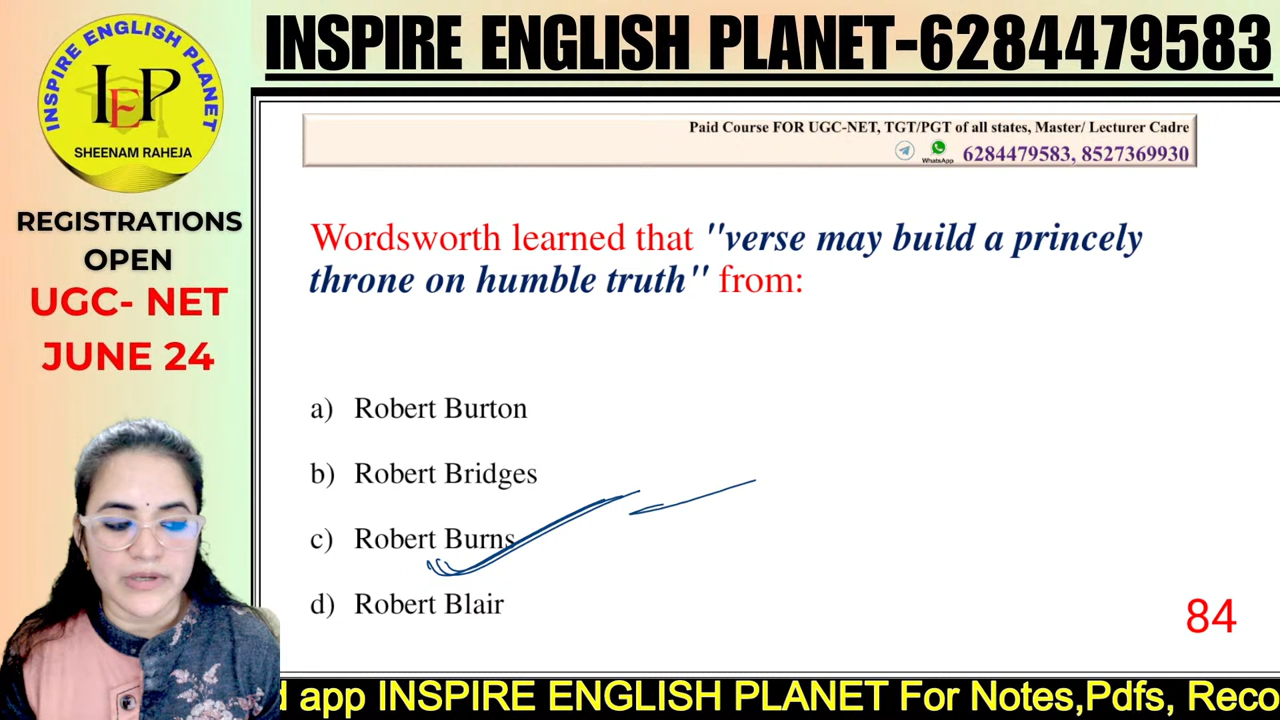 INSPIRE ENGLISH PLANET
IEP
SHEENAM RAHEJA
INSPIRE ENGLISH PLANET-6284479583
REGISTRATIONS
OPEN
UGC- NET
JUNE 24
Paid Course FOR UGC-NET, TGT/PGT of all states, Master/ Lecturer Cadre
WhatsApp 6284479583, 8527369930
Wordsworth learned that "verse may build a princely
throne on humble truth" from:
a) Robert Burton
b) Robert Bridges
c) Robert Burns
d) Robert Blair
84
d app INSPIRE ENGLISH PLANET For Notes,Pdfs, Reco